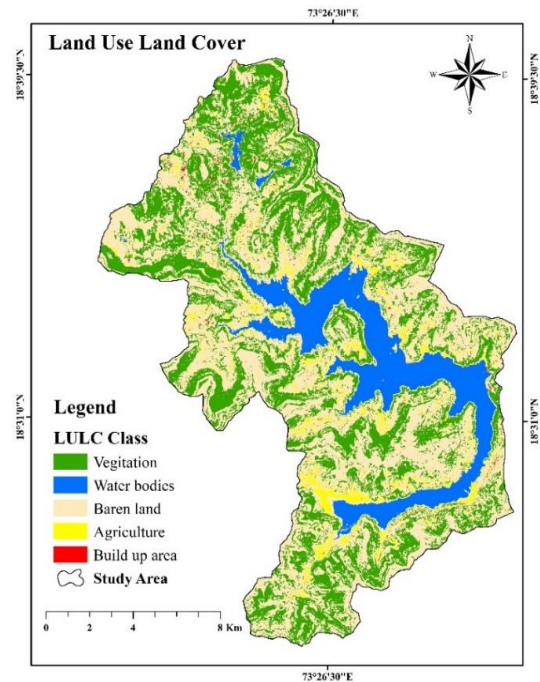 73°26'30"E
Land Use Land Cover
N
W E
S
18°39'30"N
18°39'30"N
18°31'0"N
18°31'0"N
Legend
LULC Class
Vegitation
Water bodies
Baren land
Agriculture
Build up area
Study Area
0 2 4 8 Km
73°26'30"E